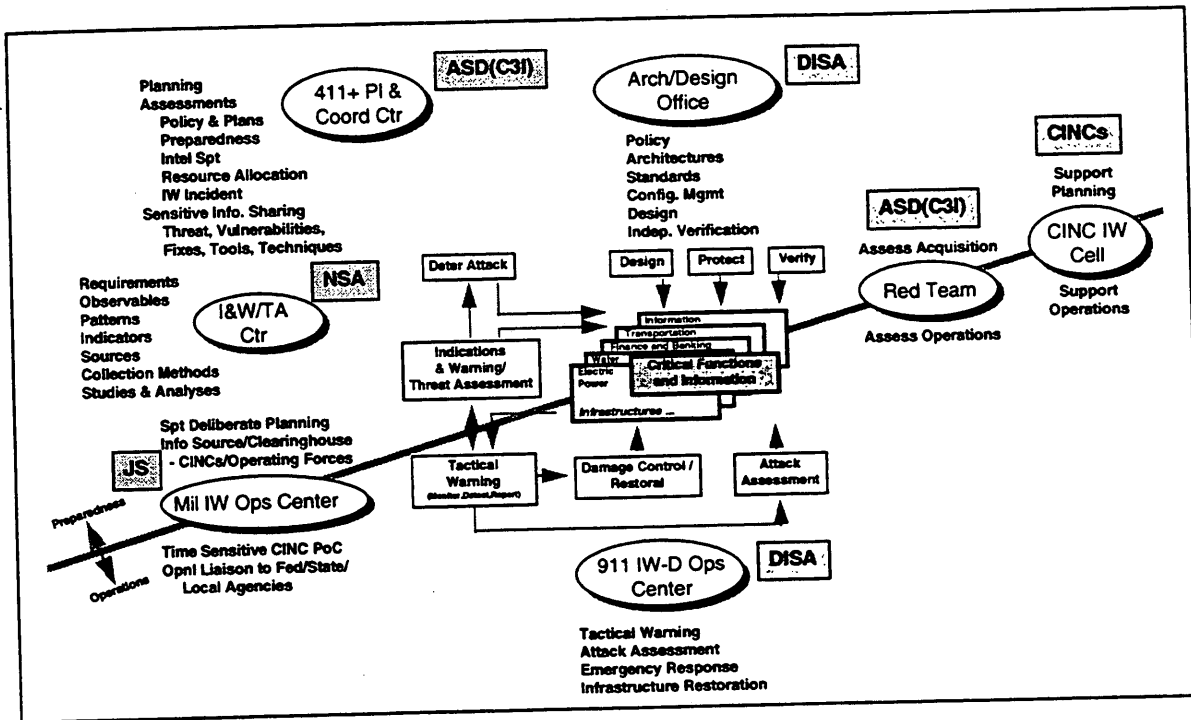 ASD(C3I)
411+ PI &
Coord Ctr
Planning
Assessments
Policy & Plans
Preparedness
Intel Spt
Resource Allocation
IW Incident
Sensitive Info. Sharing
Threat, Vulnerabilities,
Fixes, Tools, Techniques
DISA
Arch/Design
Office
Policy
Architectures
Standards
Config. Mgmt
Design
Indep. Verification
CINCs
Support
Planning
CINC IW
Cell
Support
Operations
ASD(C3I)
Assess Acquisition
Red Team
Assess Operations
NSA
I&W/TA
Ctr
Requirements
Observables
Patterns
Indicators
Sources
Collection Methods
Studies & Analyses
Deter Attack
Design
Protect
Verify
Indications
& Warning/
Threat Assessment
Information
Transportation
Finance and Banking
Water
Electric
Power
Critical Functions
and Information
Infrastructures ...
Spt Deliberate Planning
Info Source/Clearinghouse
- CINCs/Operating Forces
JS
Mil IW Ops Center
Time Sensitive CINC PoC
Opnl Liaison to Fed/State/
Local Agencies
Preparedness
Operations
Tactical
Warning
(Monitor,Detect,Report)
Damage Control /
Restoral
Attack
Assessment
911 IW-D Ops
Center
DISA
Tactical Warning
Attack Assessment
Emergency Response
Infrastructure Restoration